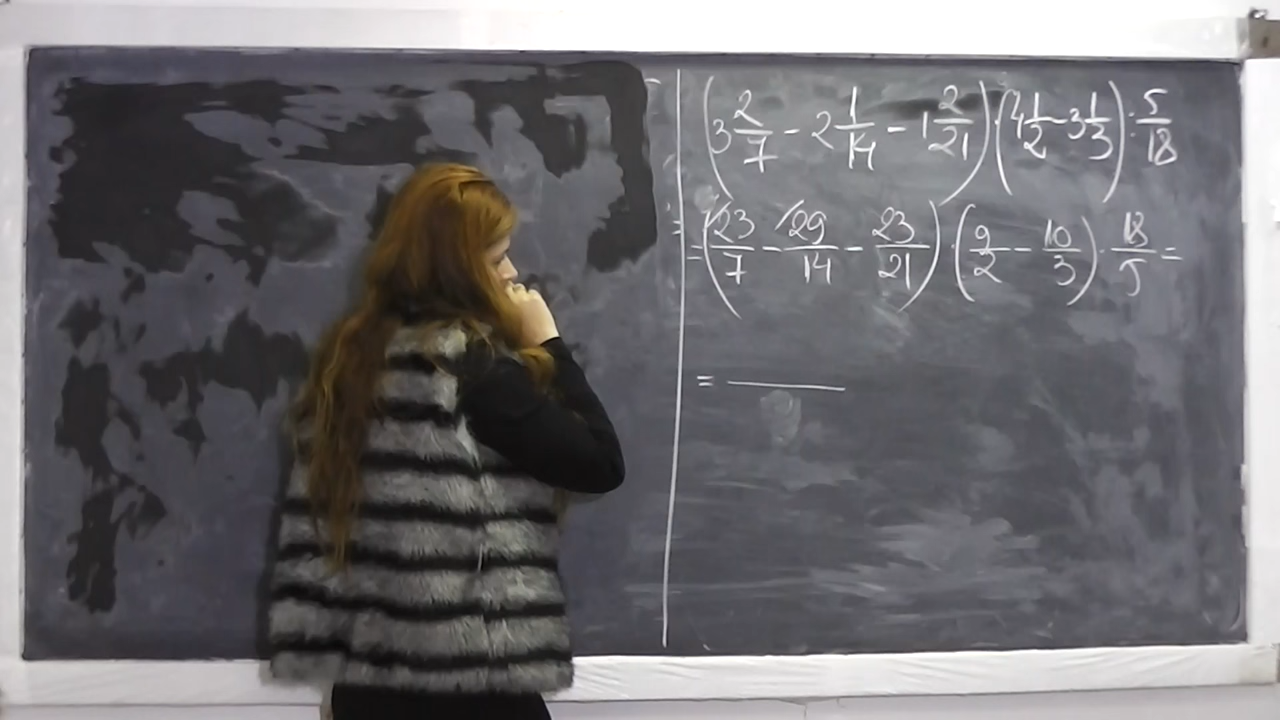 (3 2/7 - 2 1/14 - 1 2/21) · (4 1/2 - 3 1/3) : 5/18
= (23/7 - 29/14 - 23/21) · (9/2 - 10/3) · 18/5 =
=